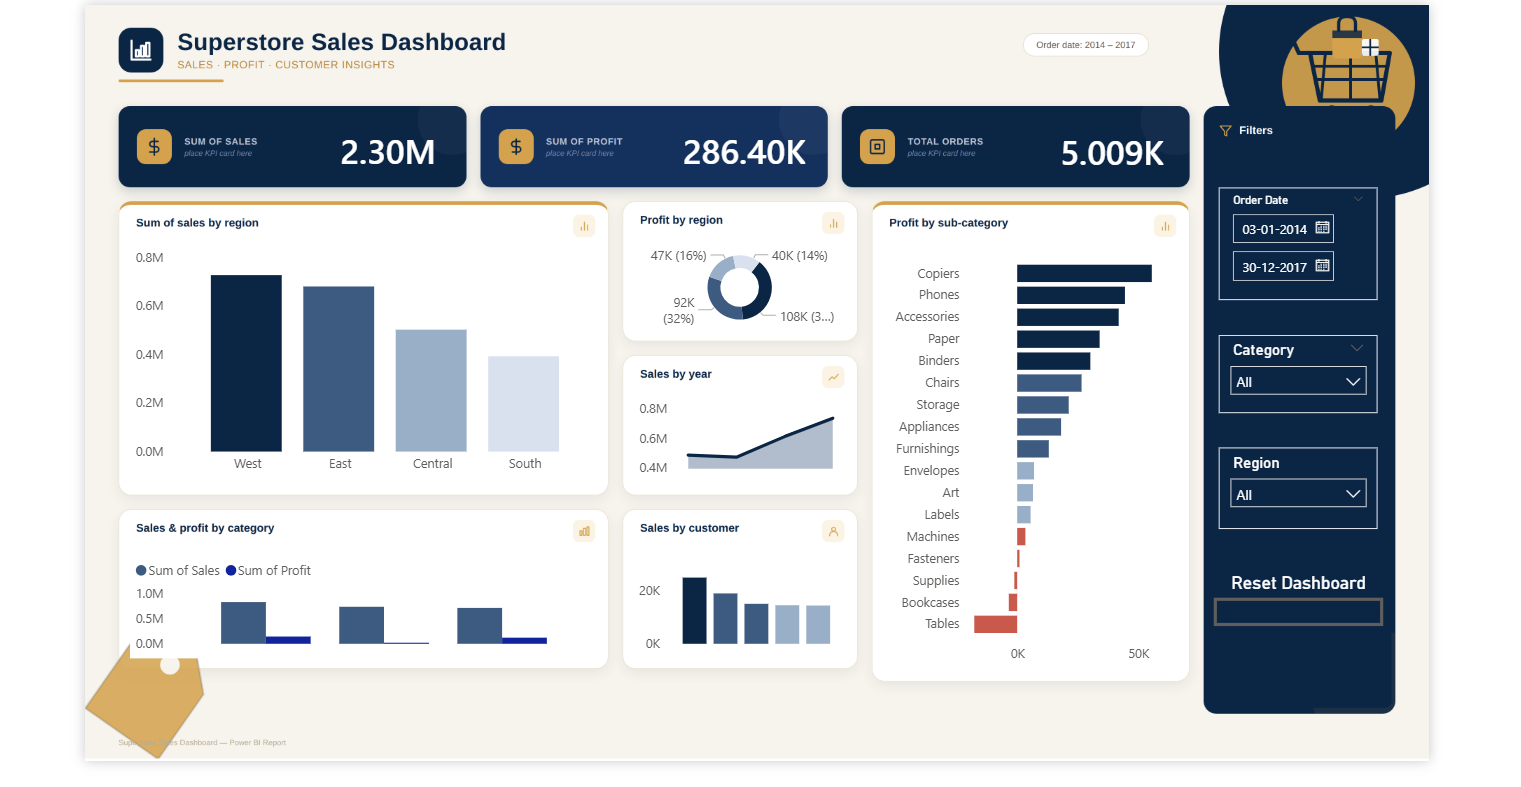 Superstore Sales Dashboard
SALES · PROFIT · CUSTOMER INSIGHTS
Order date: 2014 – 2017
SUM OF SALES
place KPI card here
2.30M
SUM OF PROFIT
place KPI card here
286.40K
TOTAL ORDERS
place KPI card here
5.009K
Sum of sales by region
0.8M
0.6M
0.4M
0.2M
0.0M
West East Central South
Profit by region
47K (16%) 40K (14%)
92K
(32%)
108K (3...)
Sales by year
0.8M
0.6M
0.4M
Profit by sub-category
Copiers
Phones
Accessories
Paper
Binders
Chairs
Storage
Appliances
Furnishings
Envelopes
Art
Labels
Machines
Fasteners
Supplies
Bookcases
Tables
0K 50K
Sales & profit by category
Sum of Sales Sum of Profit
1.0M
0.5M
0.0M
Sales by customer
20K
0K
Filters
Order Date
03-01-2014
30-12-2017
Category
All
Region
All
Reset Dashboard
Dashboard — Power BI Report